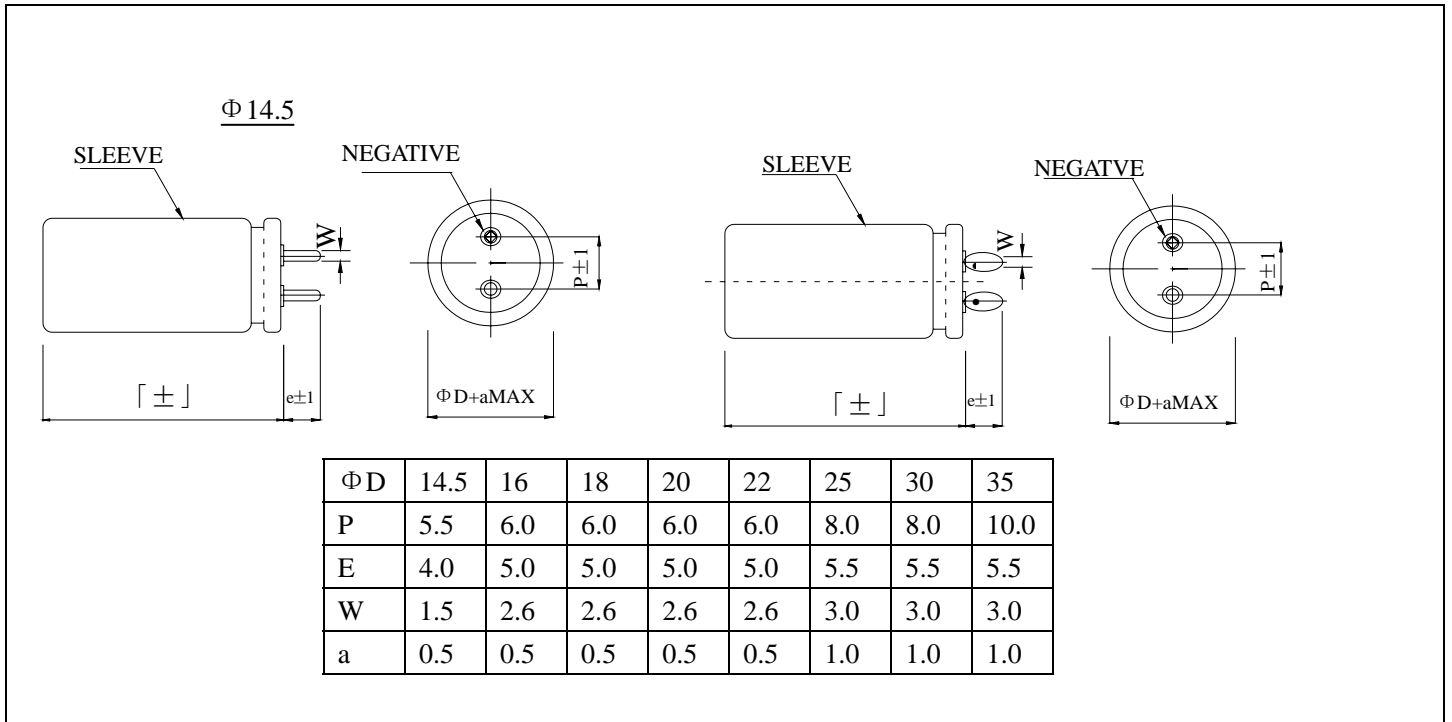 Φ14.5
SLEEVE
NEGATIVE
W
P±1
「±」
e±1
ΦD+aMAX
SLEEVE
NEGATVE
W
P±1
「±」
e±1
ΦD+aMAX
ΦD 14.5 16 18 20 22 25 30 35
P 5.5 6.0 6.0 6.0 6.0 8.0 8.0 10.0
E 4.0 5.0 5.0 5.0 5.0 5.5 5.5 5.5
W 1.5 2.6 2.6 2.6 2.6 3.0 3.0 3.0
a 0.5 0.5 0.5 0.5 0.5 1.0 1.0 1.0